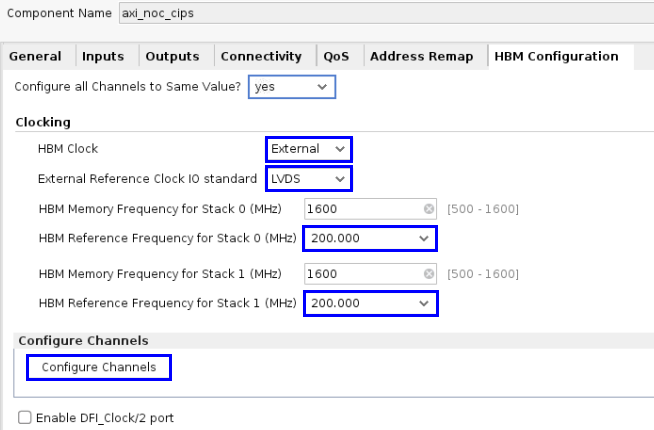 Component Name axi_noc_cips
General Inputs Outputs Connectivity QoS Address Remap HBM Configuration
Configure all Channels to Same Value? yes
Clocking
HBM Clock External
External Reference Clock IO standard LVDS
HBM Memory Frequency for Stack 0 (MHz) 1600 [500 - 1600]
HBM Reference Frequency for Stack 0 (MHz) 200.000
HBM Memory Frequency for Stack 1 (MHz) 1600 [500 - 1600]
HBM Reference Frequency for Stack 1 (MHz) 200.000
Configure Channels
Configure Channels
Enable DFI_Clock/2 port